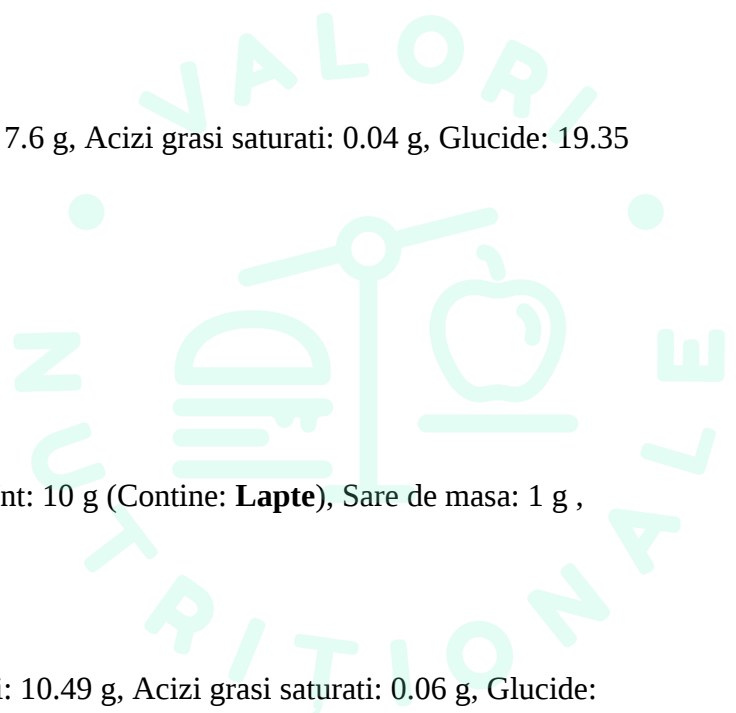 VALORI
7.6 g, Acizi grasi saturati: 0.04 g, Glucide: 19.35
NUTRITIONALE
nt: 10 g (Contine: Lapte), Sare de masa: 1 g ,
i: 10.49 g, Acizi grasi saturati: 0.06 g, Glucide: